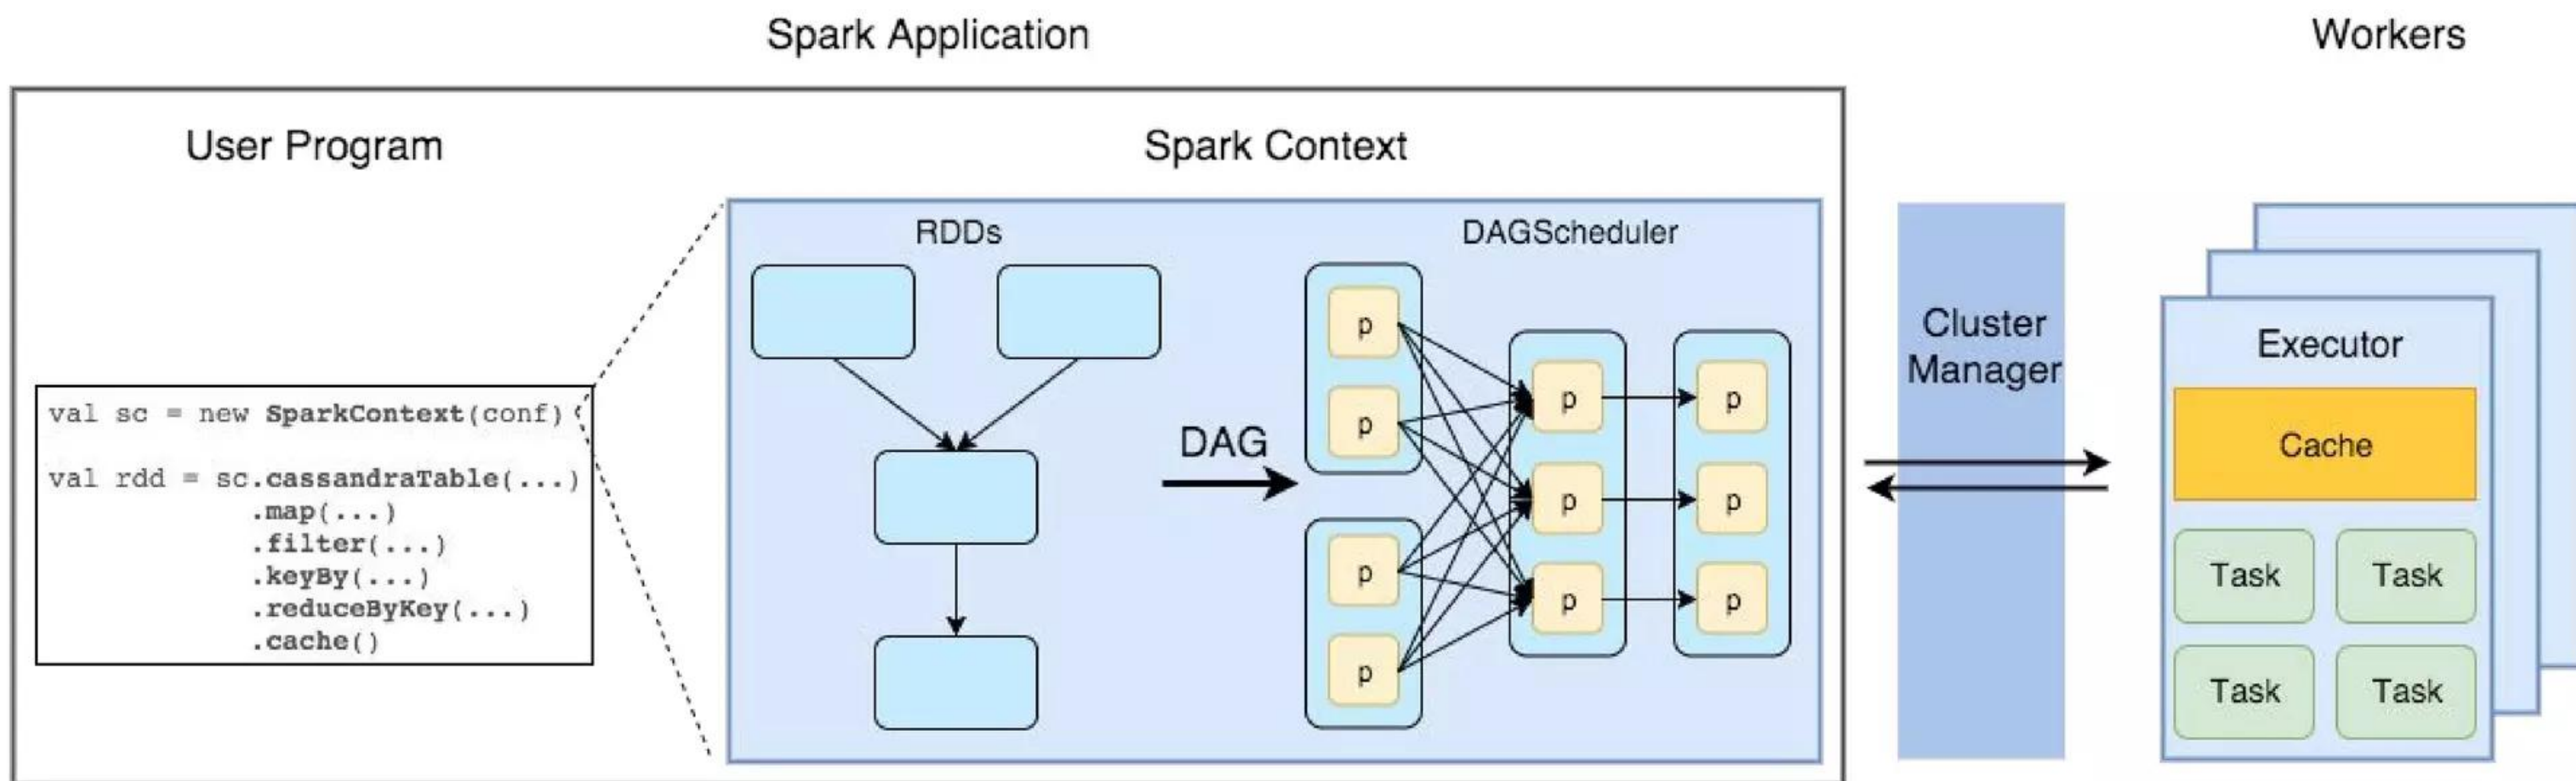 Spark Application
Workers
User Program
Spark Context
val sc = new SparkContext(conf)
val rdd = sc.cassandraTable(...)
.map(...)
.filter(...)
.keyBy(...)
.reduceByKey(...)
.cache()
RDDs
DAG
DAGScheduler
p
p
p
p
p
p
p
p
p
p
Cluster
Manager
Executor
Cache
Task
Task
Task
Task